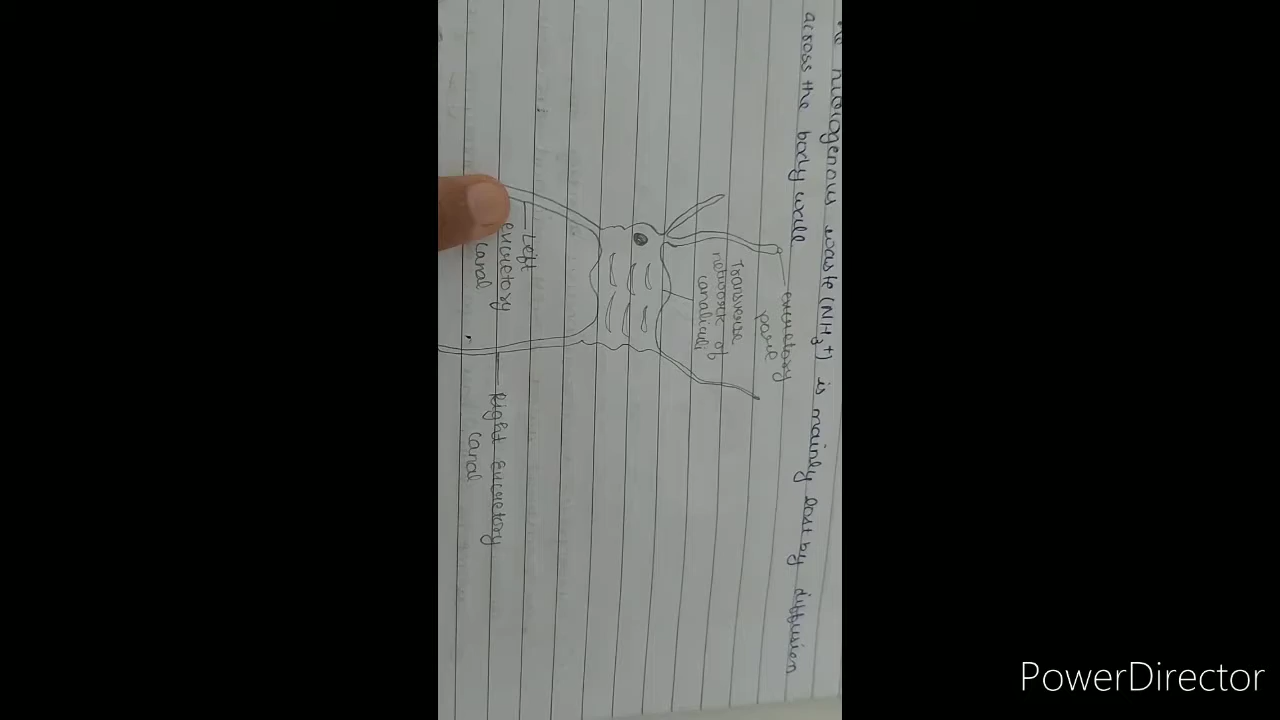 nitrogenous waste (NH3+) is mainly lost by diffusion
across the body wall
excretory
pore
Transverse
network of
canaliculi
Left
excretory
canal
Right excretory
canal
PowerDirector